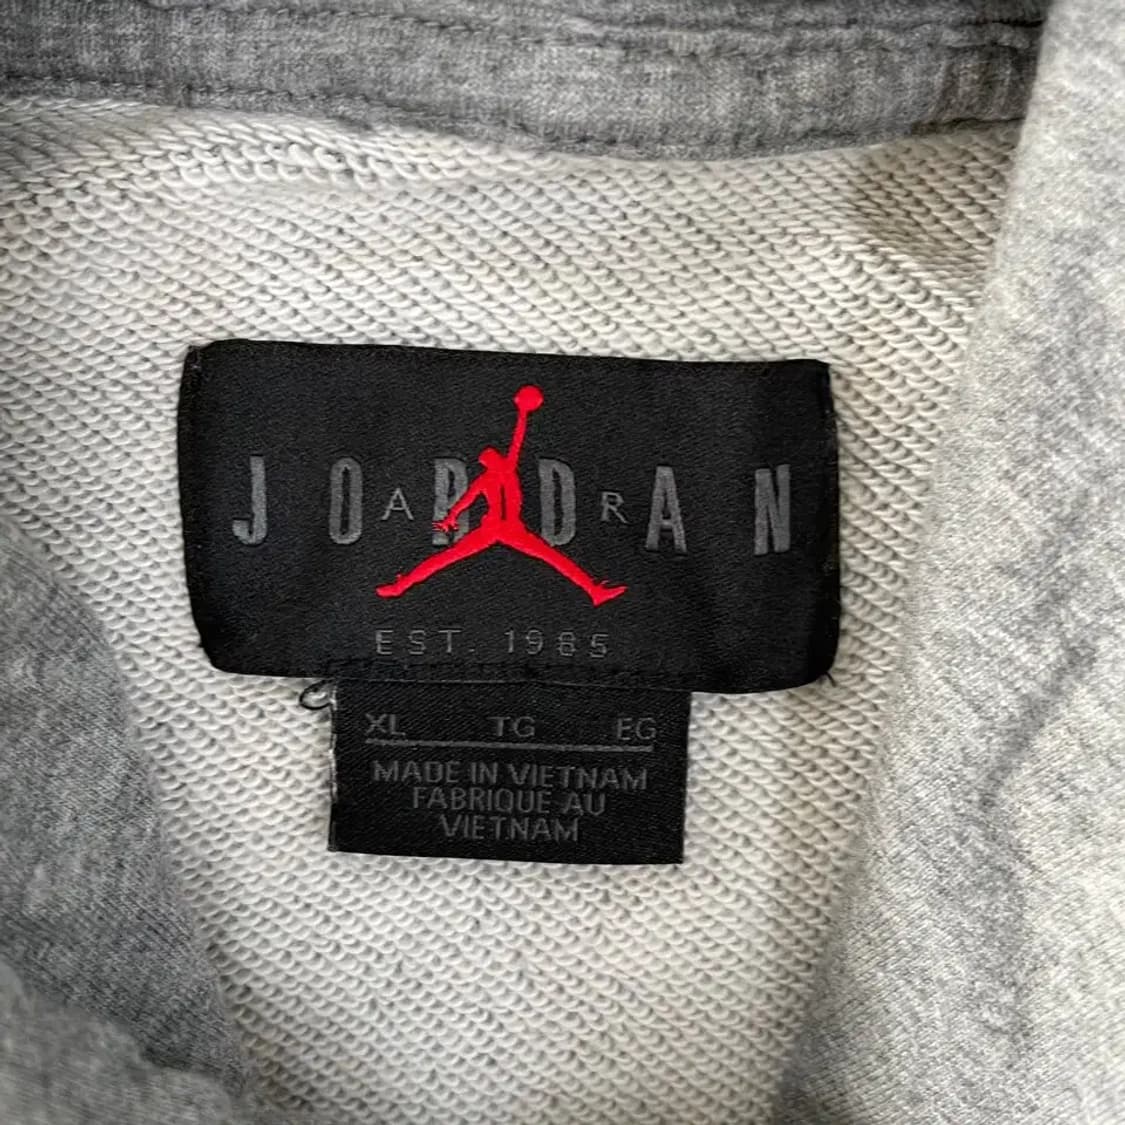 JORDAN
AIR
EST. 1985
XL TG EG
MADE IN VIETNAM
FABRIQUE AU
VIETNAM